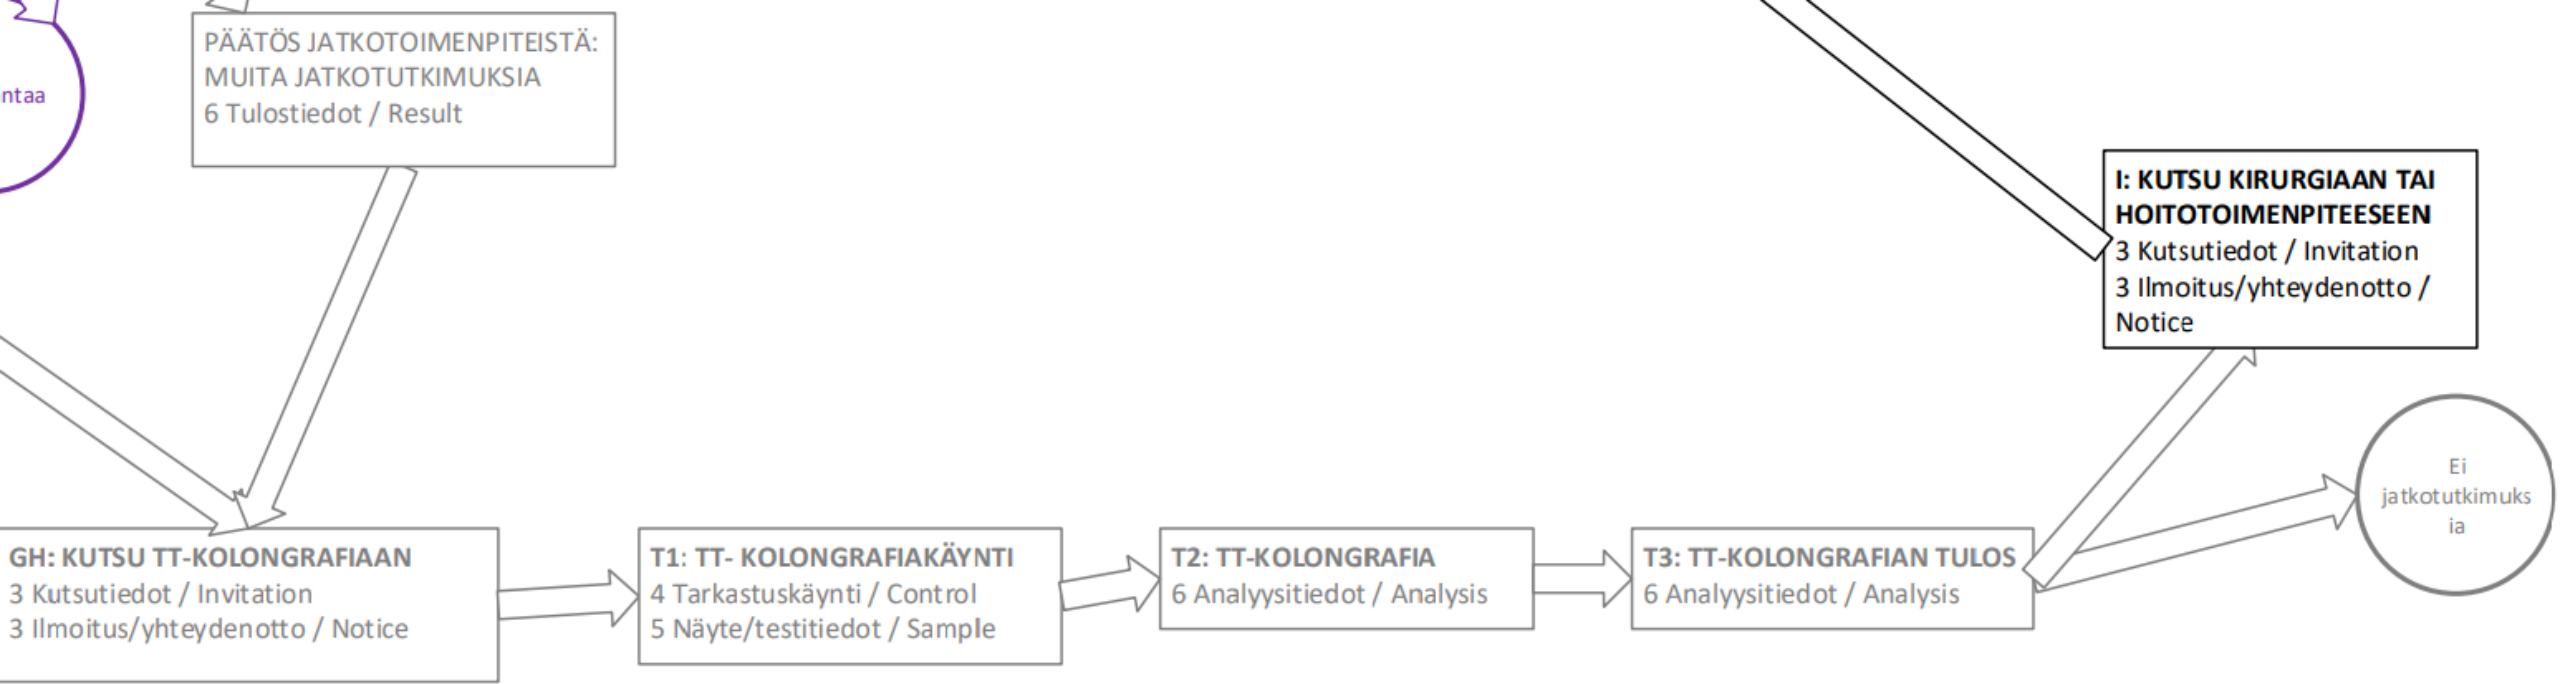 ntaa
PÄÄTÖS JATKOTOIMENPITEISTÄ:
MUITA JATKOTUTKIMUKSIA
6 Tulostiedot / Result
I: KUTSU KIRURGIAAN TAI
HOITOTOIMENPITEESEEN
3 Kutsutiedot / Invitation
3 Ilmoitus/yhteydenotto /
Notice
Ei
jatkotutkimuks
ia
GH: KUTSU TT-KOLONGRAFIAAN
3 Kutsutiedot / Invitation
3 Ilmoitus/yhteydenotto / Notice
T1: TT- KOLONGRAFIAKÄYNTI
4 Tarkastuskäynti / Control
5 Näyte/testitiedot / Sample
T2: TT-KOLONGRAFIA
6 Analyysitiedot / Analysis
T3: TT-KOLONGRAFIAN TULOS
6 Analyysitiedot / Analysis